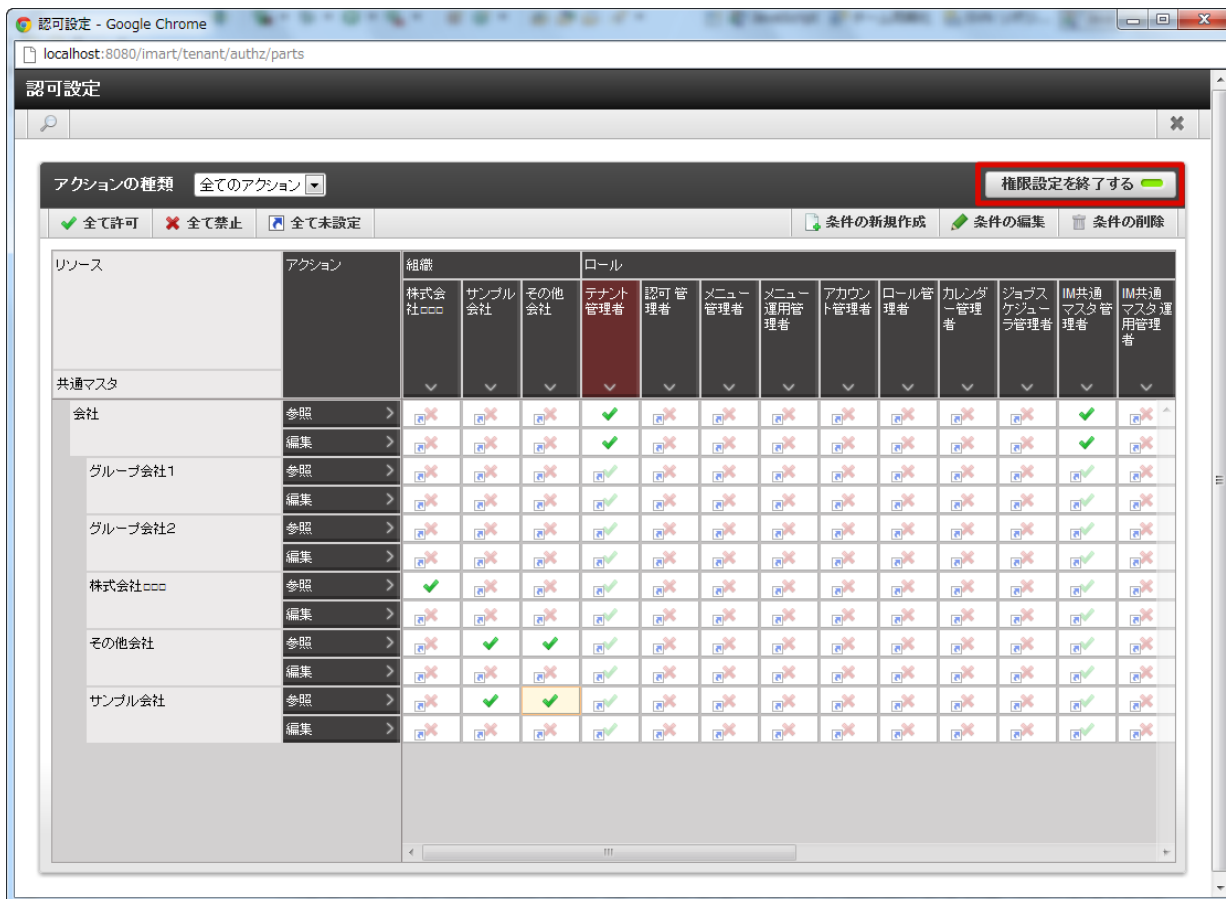 認可設定 - Google Chrome
localhost:8080/imart/tenant/authz/parts
認可設定
アクションの種類 全てのアクション 権限設定を終了する
全て許可 全て禁止 全て未設定 条件の新規作成 条件の編集 条件の削除
リソース アクション 組織 ロール
株式会社□□□ サンプル会社 その他会社 テナント管理者 認可管理者 メニュー管理者 メニュー運用管理者 アカウント管理者 ロール管理者 カレンダー管理者 ジョブスケジューラ管理者 IM共通マスタ管理者 IM共通マスタ運用管理者
共通マスタ
会社 参照
編集
グループ会社1 参照
編集
グループ会社2 参照
編集
株式会社□□□ 参照
編集
その他会社 参照
編集
サンプル会社 参照
編集